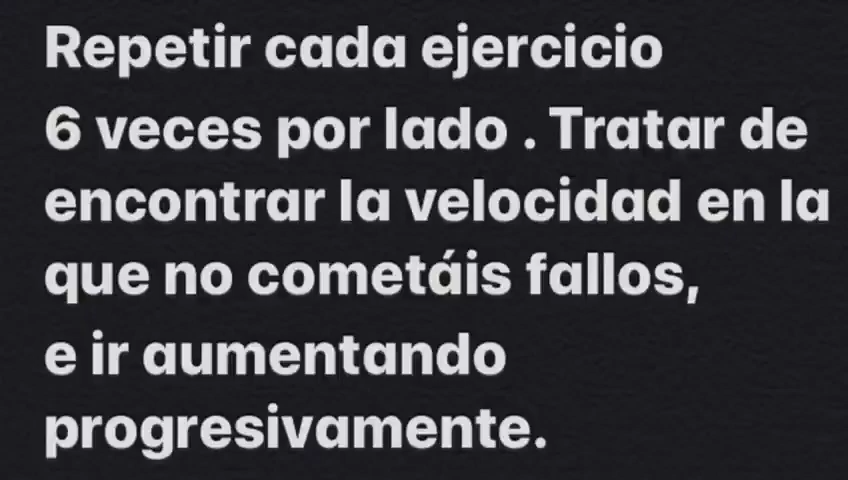 Repetir cada ejercicio
6 veces por lado . Tratar de
encontrar la velocidad en la
que no cometáis fallos,
e ir aumentando
progresivamente.